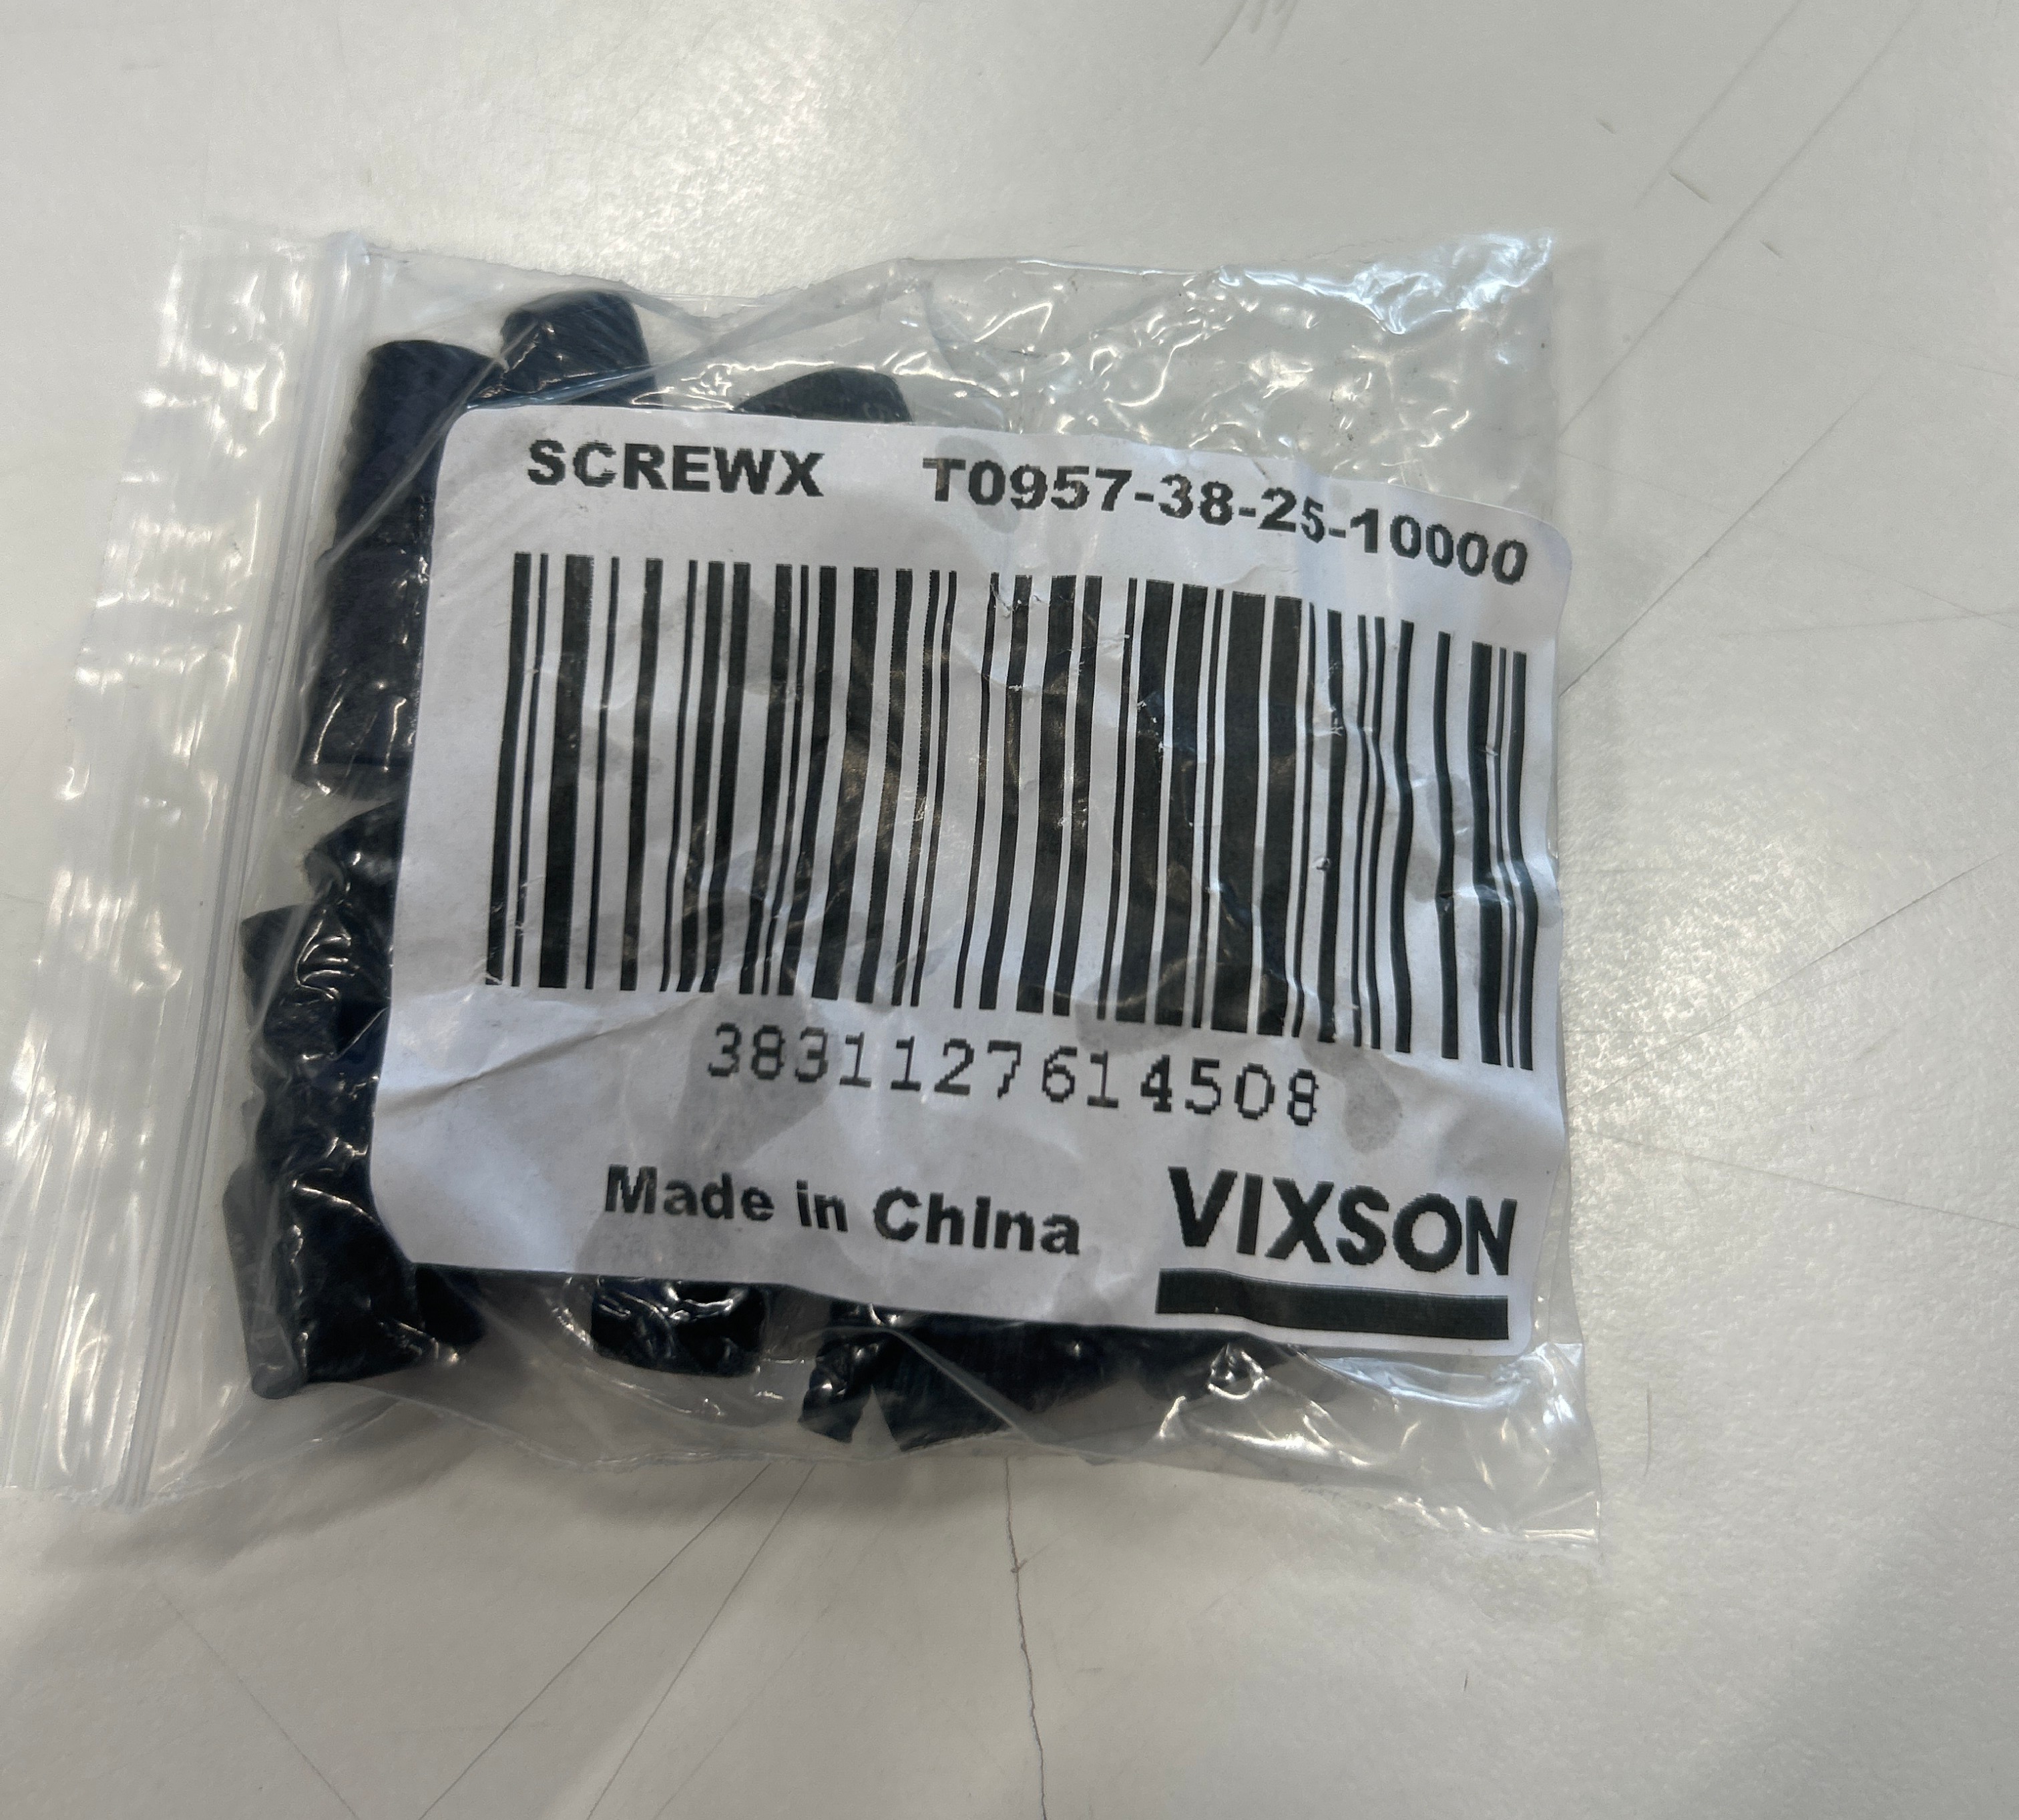 SCREWX T0957-38-25-10000
3831127614508
Made in China VIXSON